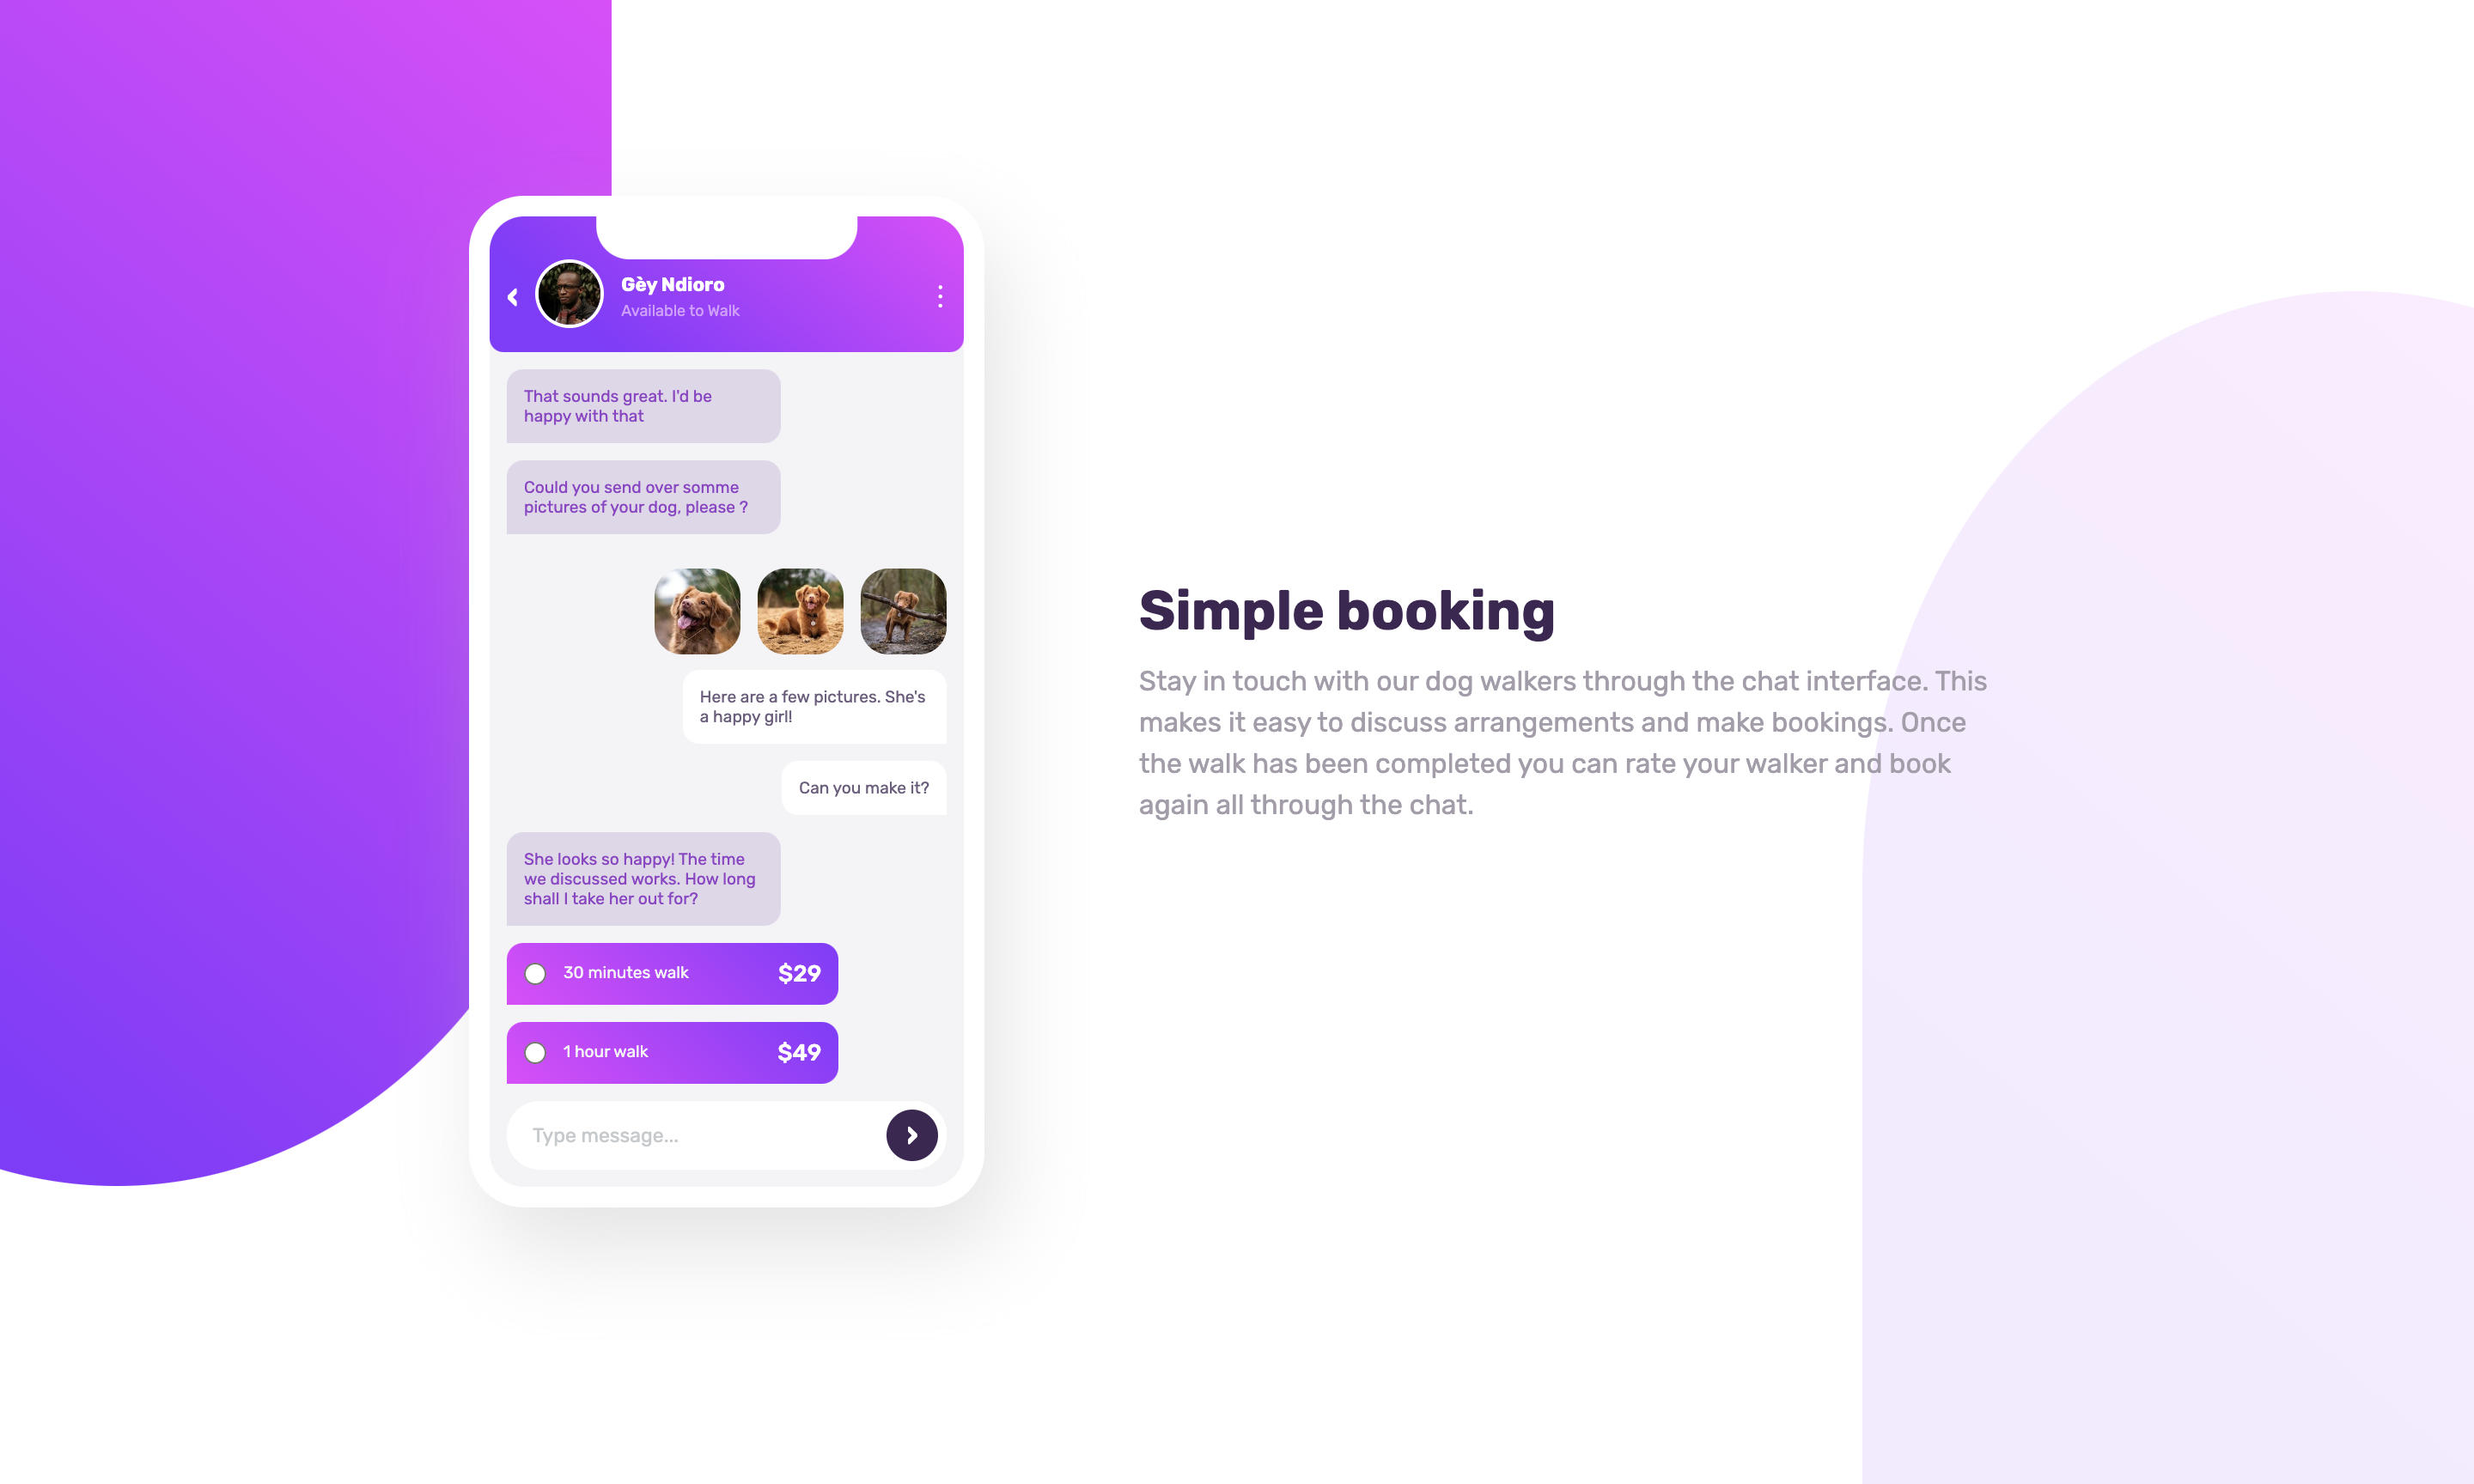 Gèy Ndioro
Available to Walk
That sounds great. I'd be
happy with that
Could you send over somme
pictures of your dog, please ?
Here are a few pictures. She's
a happy girl!
Can you make it?
She looks so happy! The time
we discussed works. How long
shall I take her out for?
30 minutes walk $29
1 hour walk $49
Type message...
Simple booking
Stay in touch with our dog walkers through the chat interface. This
makes it easy to discuss arrangements and make bookings. Once
the walk has been completed you can rate your walker and book
again all through the chat.